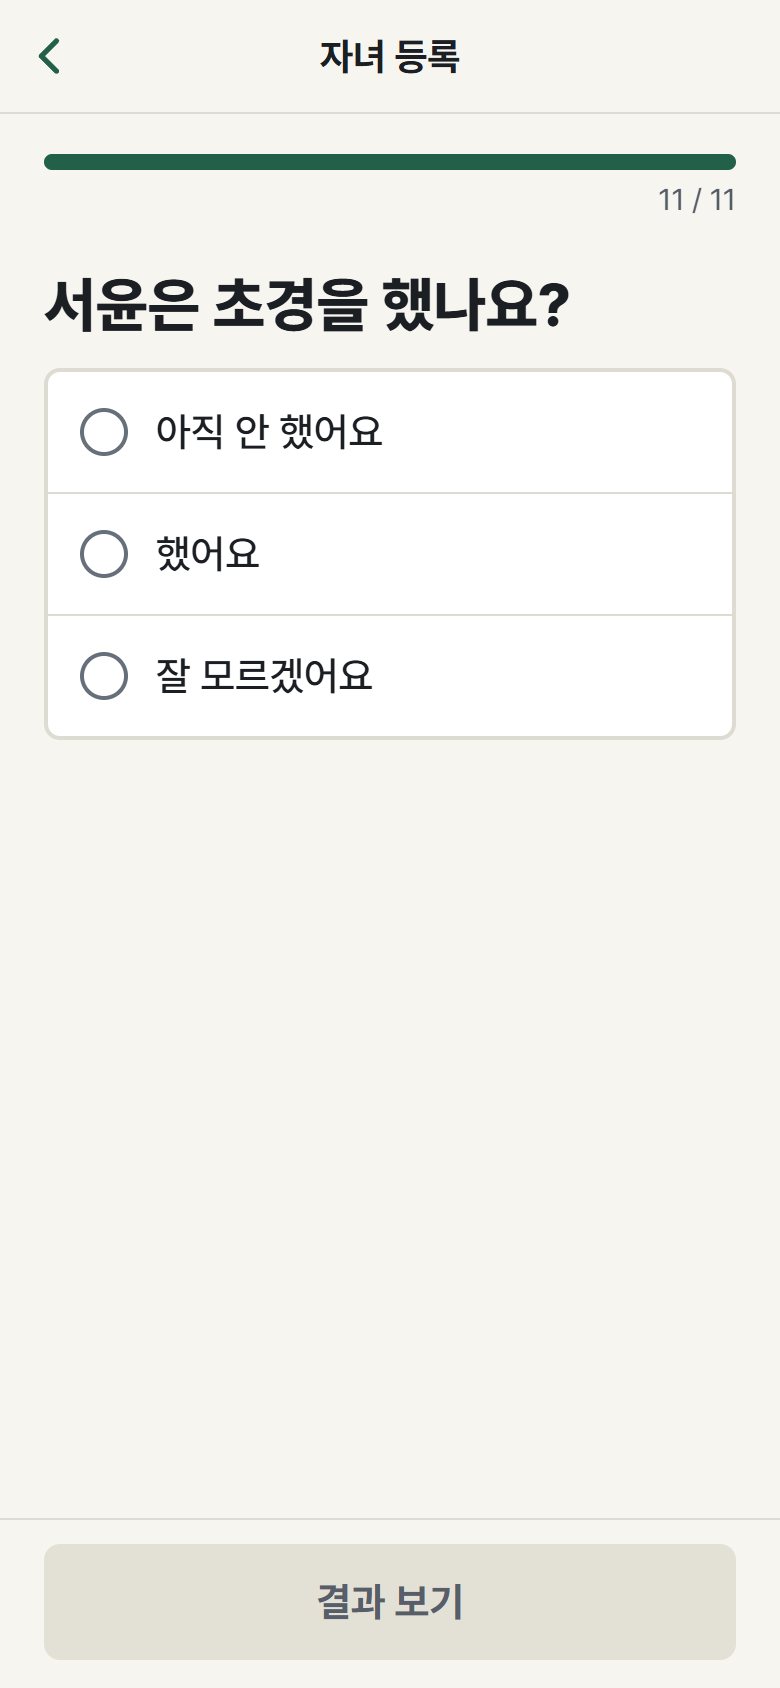 자녀 등록
11 / 11
서윤은 초경을 했나요?
아직 안 했어요
했어요
잘 모르겠어요
결과 보기